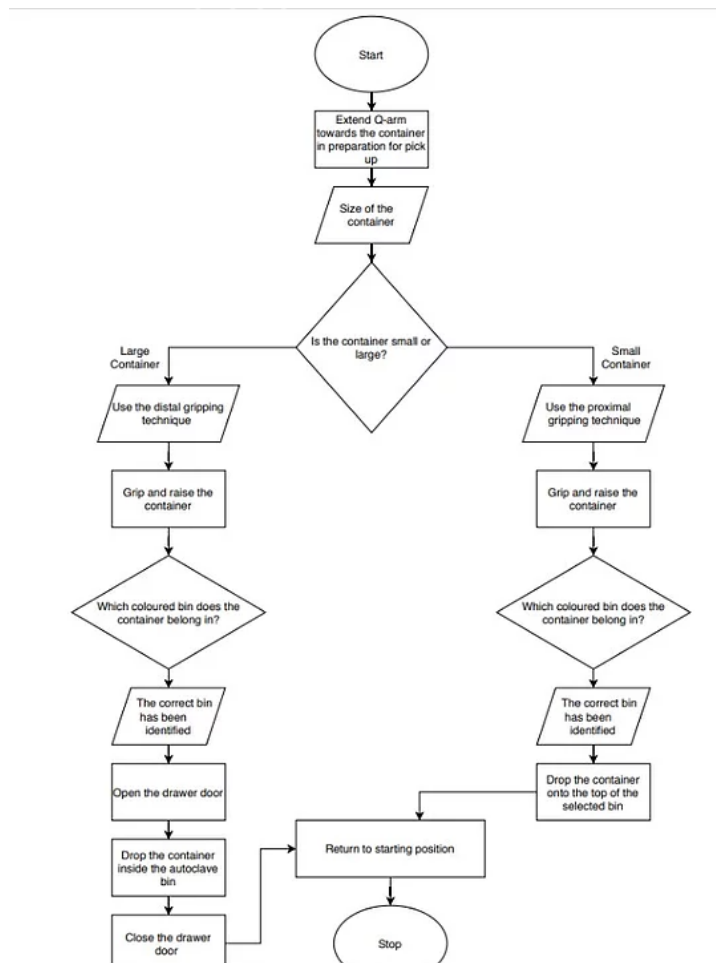 Start
Extend Q-arm
towards the container
in preparation for pick
up
Size of the
container
Is the container small or
large?
Large
Container
Small
Container
Use the distal gripping
technique
Use the proximal
gripping technique
Grip and raise the
container
Grip and raise the
container
Which coloured bin does the
container belong in?
Which coloured bin does the
container belong in?
The correct bin
has been
identified
The correct bin
has been
identified
Open the drawer door
Drop the container
onto the top of the
selected bin
Drop the container
inside the autoclave
bin
Return to starting position
Close the drawer
door
Stop